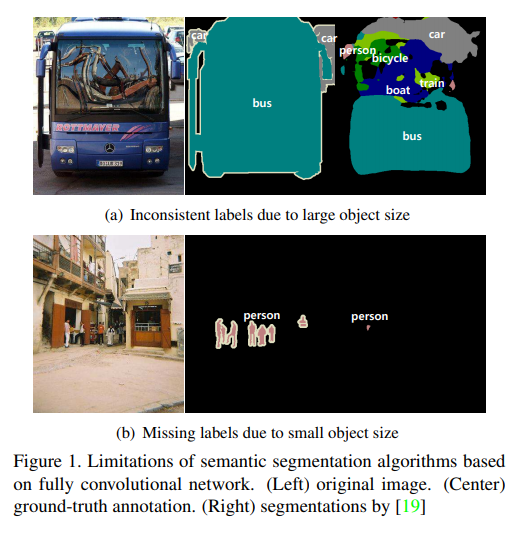 car
car
bus
car
person
bicycle
train
boat
bus
(a) Inconsistent labels due to large object size
person
person
(b) Missing labels due to small object size
Figure 1. Limitations of semantic segmentation algorithms based
on fully convolutional network. (Left) original image. (Center)
ground-truth annotation. (Right) segmentations by [19]